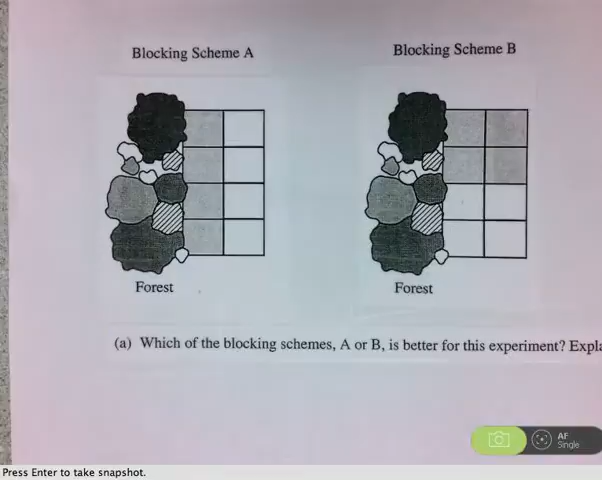 Blocking Scheme A
Blocking Scheme B
Forest
Forest
(a) Which of the blocking schemes, A or B, is better for this experiment?
AF
Single
Press Enter to take snapshot.